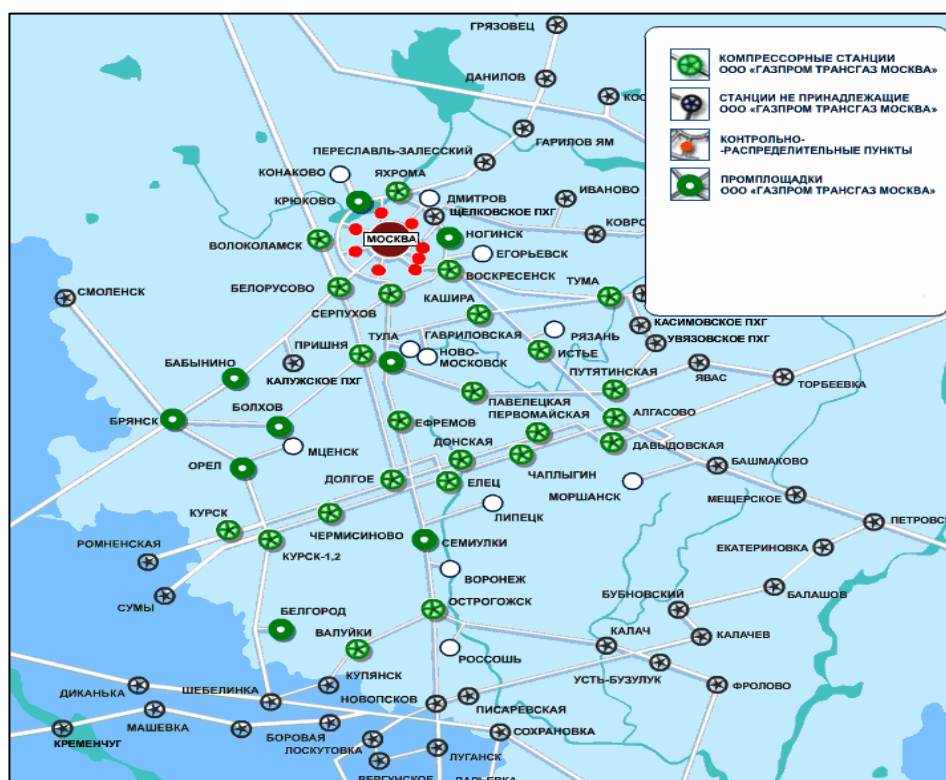 ГРЯЗОВЕЦ
КОМПРЕССОРНЫЕ СТАНЦИИ
ООО «ГАЗПРОМ ТРАНСГАЗ МОСКВА»
ДАНИЛОВ
СТАНЦИИ НЕ ПРИНАДЛЕЖАЩИЕ
ООО «ГАЗПРОМ ТРАНСГАЗ МОСКВА»
КОНТРОЛЬНО-
-РАСПРЕДЕЛИТЕЛЬНЫЕ ПУНКТЫ
ПРОМПЛОЩАДКИ
ООО «ГАЗПРОМ ТРАНСГАЗ МОСКВА»
КОС
ГАРИЛОВ ЯМ
ПЕРЕСЛАВЛЬ-ЗАЛЕССКИЙ
КОНАКОВО
ЯХРОМА
ИВАНОВО
КРЮКОВО
ДМИТРОВ
ЩЕЛКОВСКОЕ ПХГ
КОВРО
НОГИНСК
МОСКВА
ВОЛОКОЛАМСК
ЕГОРЬЕВСК
ВОСКРЕСЕНСК
ТУМА
СМОЛЕНСК
БЕЛОРУСОВО
КАШИРА
СЕРПУХОВ
КАСИМОВСКОЕ ПХГ
ТУЛА
ГАВРИЛОВСКАЯ
РЯЗАНЬ
УВЯЗОВСКОЕ ПХГ
ПРИШНЯ
НОВО-
МОСКОВСК
ИСТЬЕ
БАБЫНИНО
КАЛУЖСКОЕ ПХГ
ПУТЯТИНСКАЯ
ЯВАС
ТОРБЕЕВКА
ПАВЕЛЕЦКАЯ
БОЛХОВ
ПЕРВОМАЙСКАЯ
АЛГАСОВО
БРЯНСК
ЕФРЕМОВ
ДОНСКАЯ
ДАВЫДОВСКАЯ
МЦЕНСК
ОРЕЛ
БАШМАКОВО
ДОЛГОЕ
ЕЛЕЦ
ЧАПЛЫГИН
МОРШАНСК
МЕЩЕРСКОЕ
КУРСК
ЛИПЕЦК
ПЕТРОВСК
ЧЕРМИСИНОВО
СЕМИУЛКИ
РОМНЕНСКАЯ
КУРСК-1,2
ЕКАТЕРИНОВКА
ВОРОНЕЖ
СУМЫ
БУБНОВСКИЙ
БАЛАШОВ
БЕЛГОРОД
ОСТРОГОЖСК
ВАЛУЙКИ
КАЛАЧ
КАЛАЧЕВ
РОССОШЬ
КУПЯНСК
УСТЬ-БУЗУЛУК
ФРОЛОВО
ДИКАНЬКА
ШЕБЕЛИНКА
НОВОПСКОВ
ПИСАРЕВСКАЯ
МАШЕВКА
БОРОВАЯ
СОХРАНОВКА
КРЕМЕНЧУГ
ЛОСКУТОВКА
ЛУГАНСК
ВЕРГУНСКОЕ